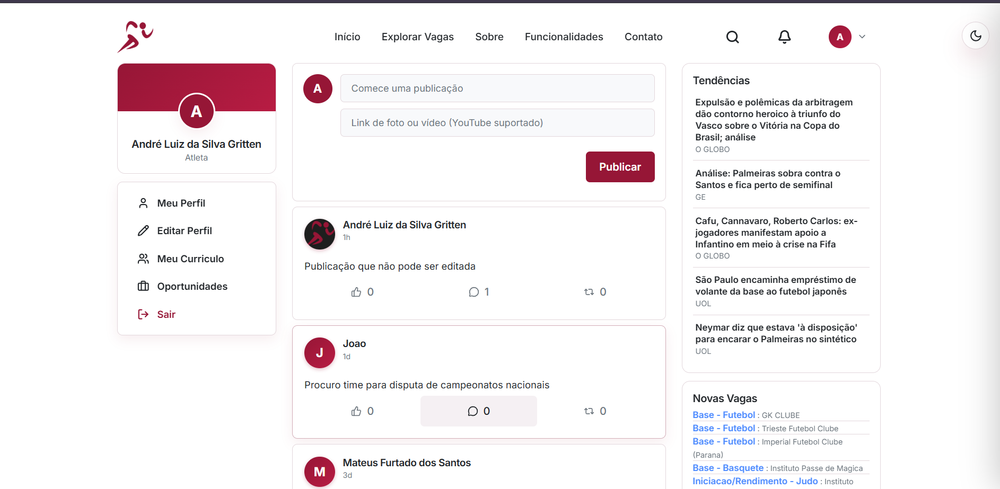 Início
Explorar Vagas
Sobre
Funcionalidades
Contato
A
A
André Luiz da Silva Gritten
Atleta
Meu Perfil
Editar Perfil
Meu Curriculo
Oportunidades
Sair
A
Comece uma publicação
Link de foto ou vídeo (YouTube suportado)
Publicar
André Luiz da Silva Gritten
1h
Publicação que não pode ser editada
0
1
0
J
Joao
1d
Procuro time para disputa de campeonatos nacionais
0
0
0
M
Mateus Furtado dos Santos
3d
Tendências
Expulsão e polêmicas da arbitragem
dão contorno heroico à triunfo do
Vasco sobre o Vitória na Copa do
Brasil; análise
O GLOBO
Análise: Palmeiras sobra contra o
Santos e fica perto de semifinal
GE
Cafu, Cannavaro, Roberto Carlos: ex-
jogadores manifestam apoio a
Infantino em meio à crise na Fifa
O GLOBO
São Paulo encaminha empréstimo de
volante da base ao futebol japonês
UOL
Neymar diz que estava 'à disposição'
para encarar o Palmeiras no sintético
UOL
Novas Vagas
Base - Futebol : GK CLUBE
Base - Futebol : Trieste Futebol Clube
Base - Futebol : Imperial Futebol Clube
(Parana)
Base - Basquete : Instituto Passe de Magica
Iniciacao/Rendimento - Judo : Instituto